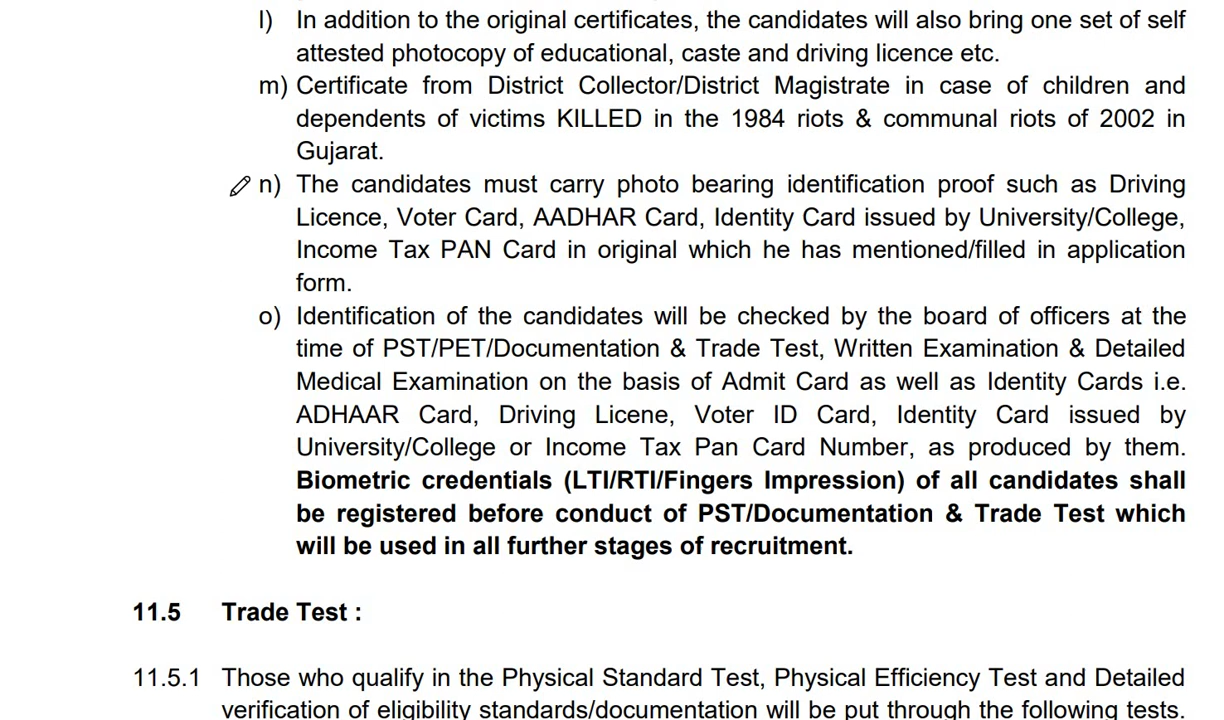 l) In addition to the original certificates, the candidates will also bring one set of self
attested photocopy of educational, caste and driving licence etc.
m) Certificate from District Collector/District Magistrate in case of children and
dependents of victims KILLED in the 1984 riots & communal riots of 2002 in
Gujarat.
n) The candidates must carry photo bearing identification proof such as Driving
Licence, Voter Card, AADHAR Card, Identity Card issued by University/College,
Income Tax PAN Card in original which he has mentioned/filled in application
form.
o) Identification of the candidates will be checked by the board of officers at the
time of PST/PET/Documentation & Trade Test, Written Examination & Detailed
Medical Examination on the basis of Admit Card as well as Identity Cards i.e.
ADHAAR Card, Driving Licene, Voter ID Card, Identity Card issued by
University/College or Income Tax Pan Card Number, as produced by them.
Biometric credentials (LTI/RTI/Fingers Impression) of all candidates shall
be registered before conduct of PST/Documentation & Trade Test which
will be used in all further stages of recruitment.
11.5 Trade Test :
11.5.1 Those who qualify in the Physical Standard Test, Physical Efficiency Test and Detailed
verification of eligibility standards/documentation will be put through the following tests.